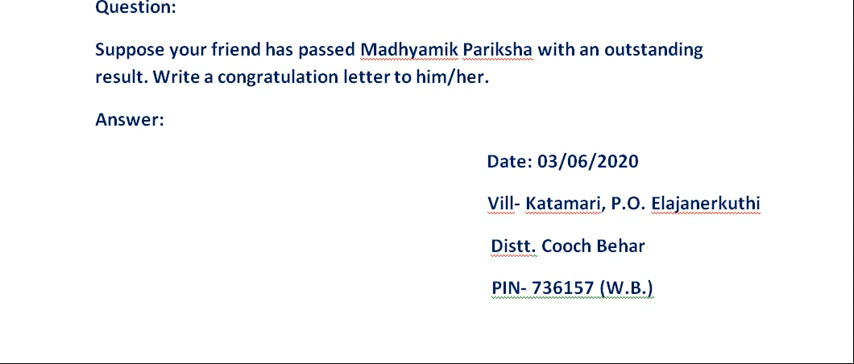 Question:
Suppose your friend has passed Madhyamik Pariksha with an outstanding
result. Write a congratulation letter to him/her.
Answer:
Date: 03/06/2020
Vill- Katamari, P.O. Elajanerkuthi
Distt. Cooch Behar
PIN- 736157 (W.B.)